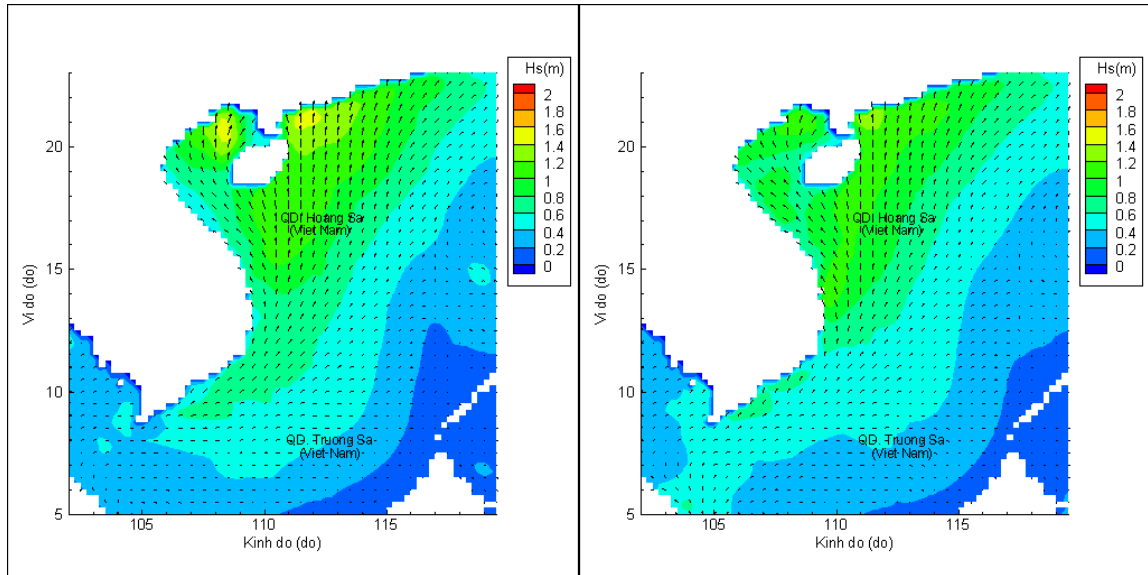 Hs(m)
2
1.8
1.6
1.4
1.2
1
0.8
0.6
0.4
0.2
0
20
15
10
5
Vi do (do)
QDI Hoang Sa
(Viet Nam)
QD. Truong Sa
(Viet Nam)
105
110
115
Kinh do (do)
Hs(m)
2
1.8
1.6
1.4
1.2
1
0.8
0.6
0.4
0.2
0
20
15
10
5
Vi do (do)
QDI Hoang Sa
(Viet Nam)
QD. Truong Sa
(Viet Nam)
105
110
115
Kinh do (do)